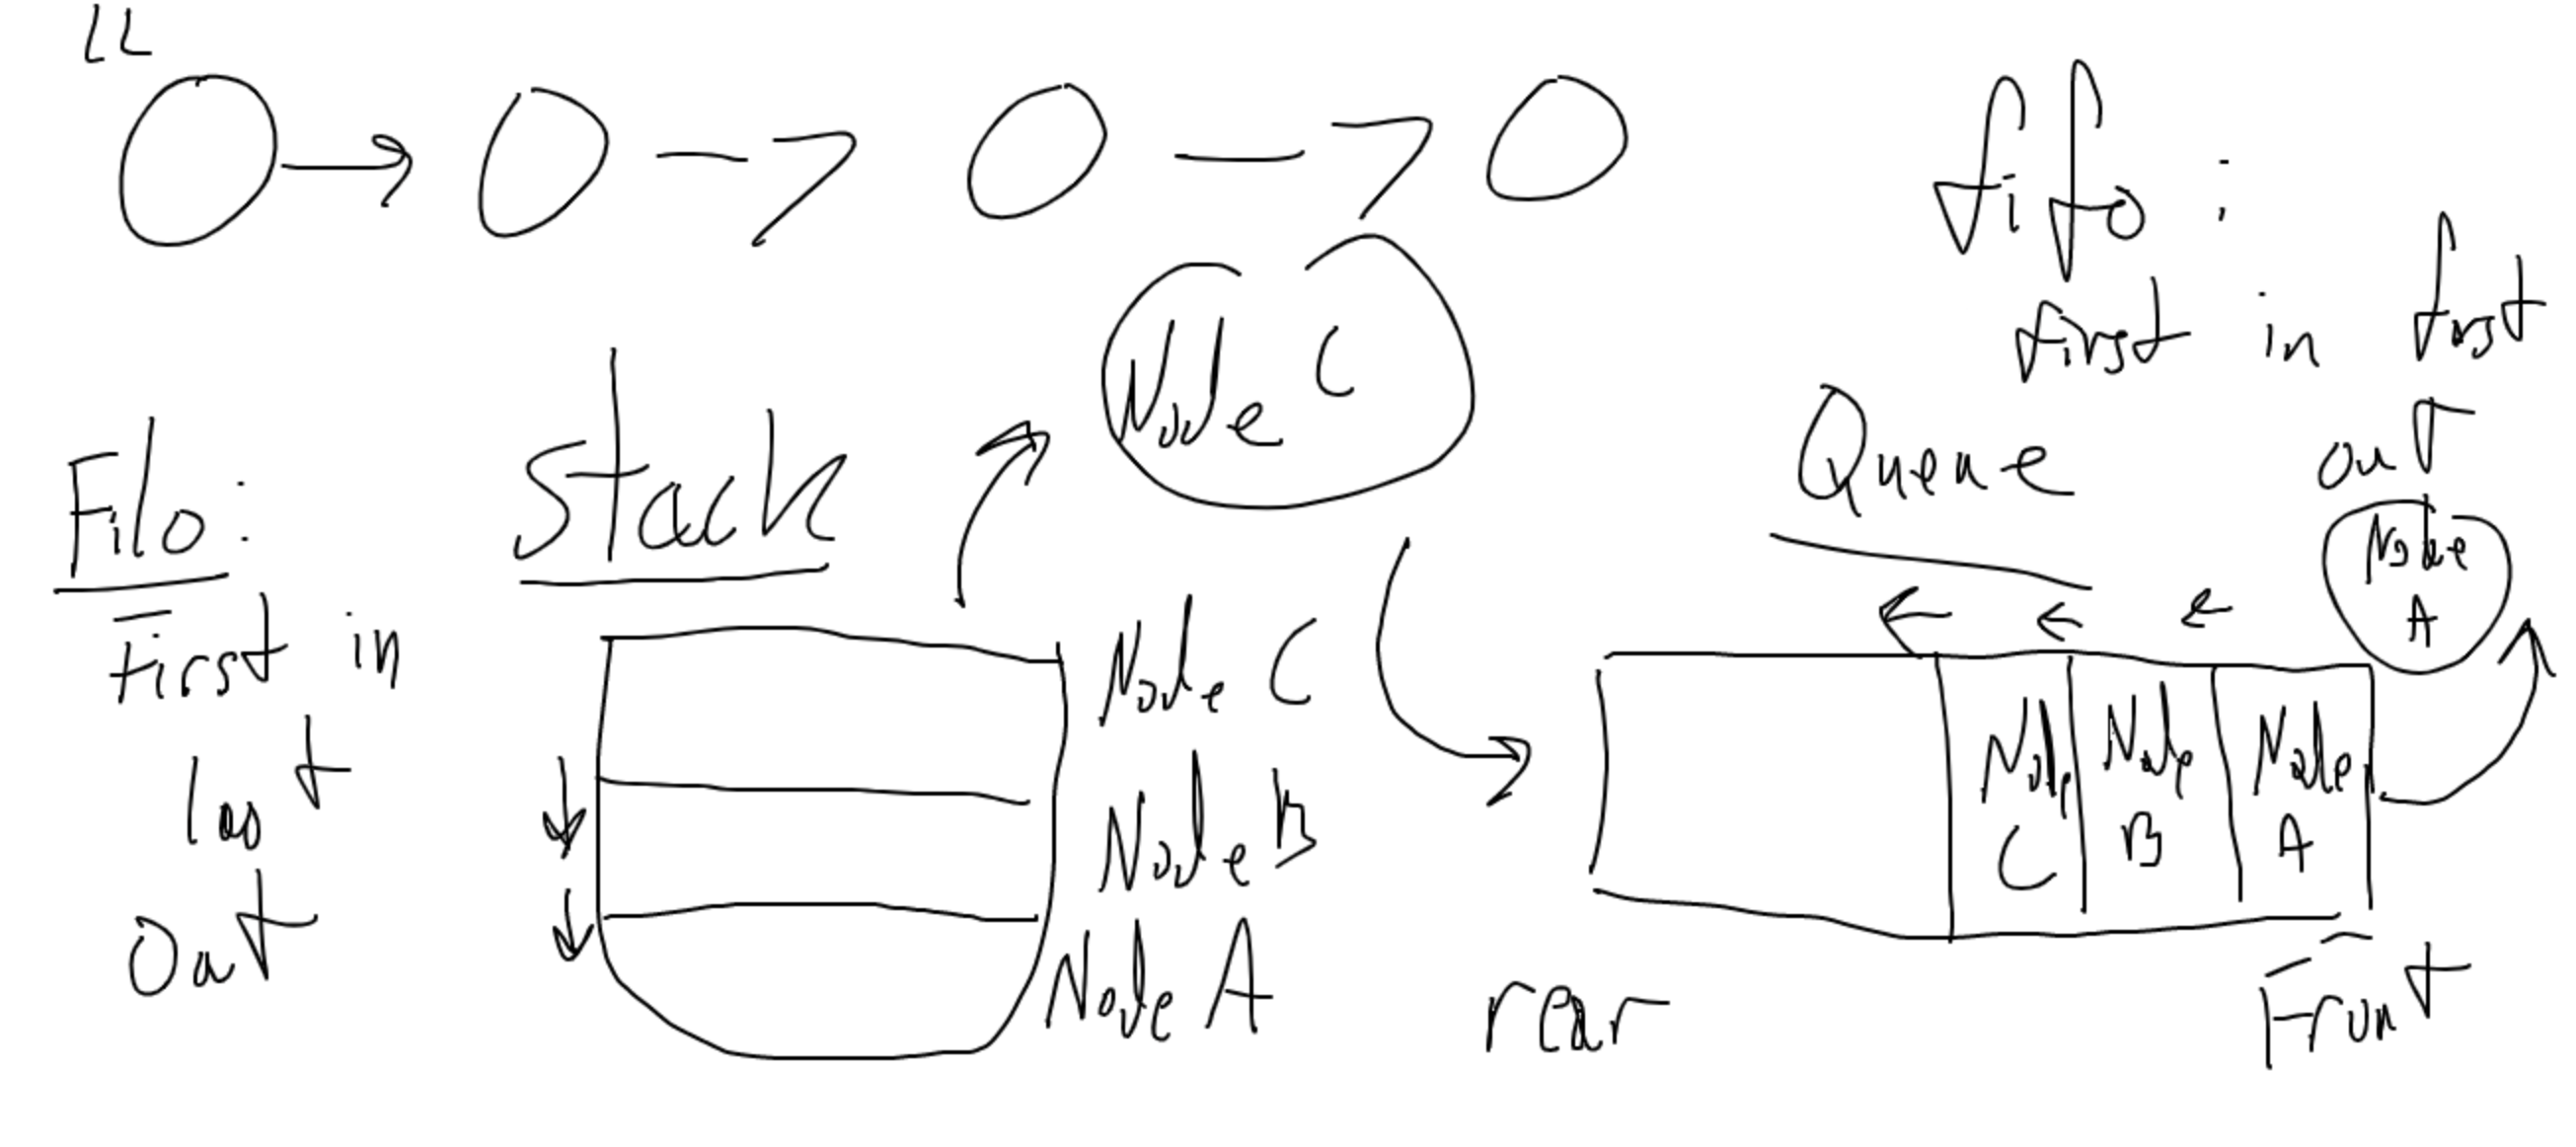 LL
fifo:
first in frst
out
Node C
Filo:
First in
last
Out
Stack
Node C
Node B
Node A
Queue
Node
A
Node
C
Node
B
Node
A
rear
Front